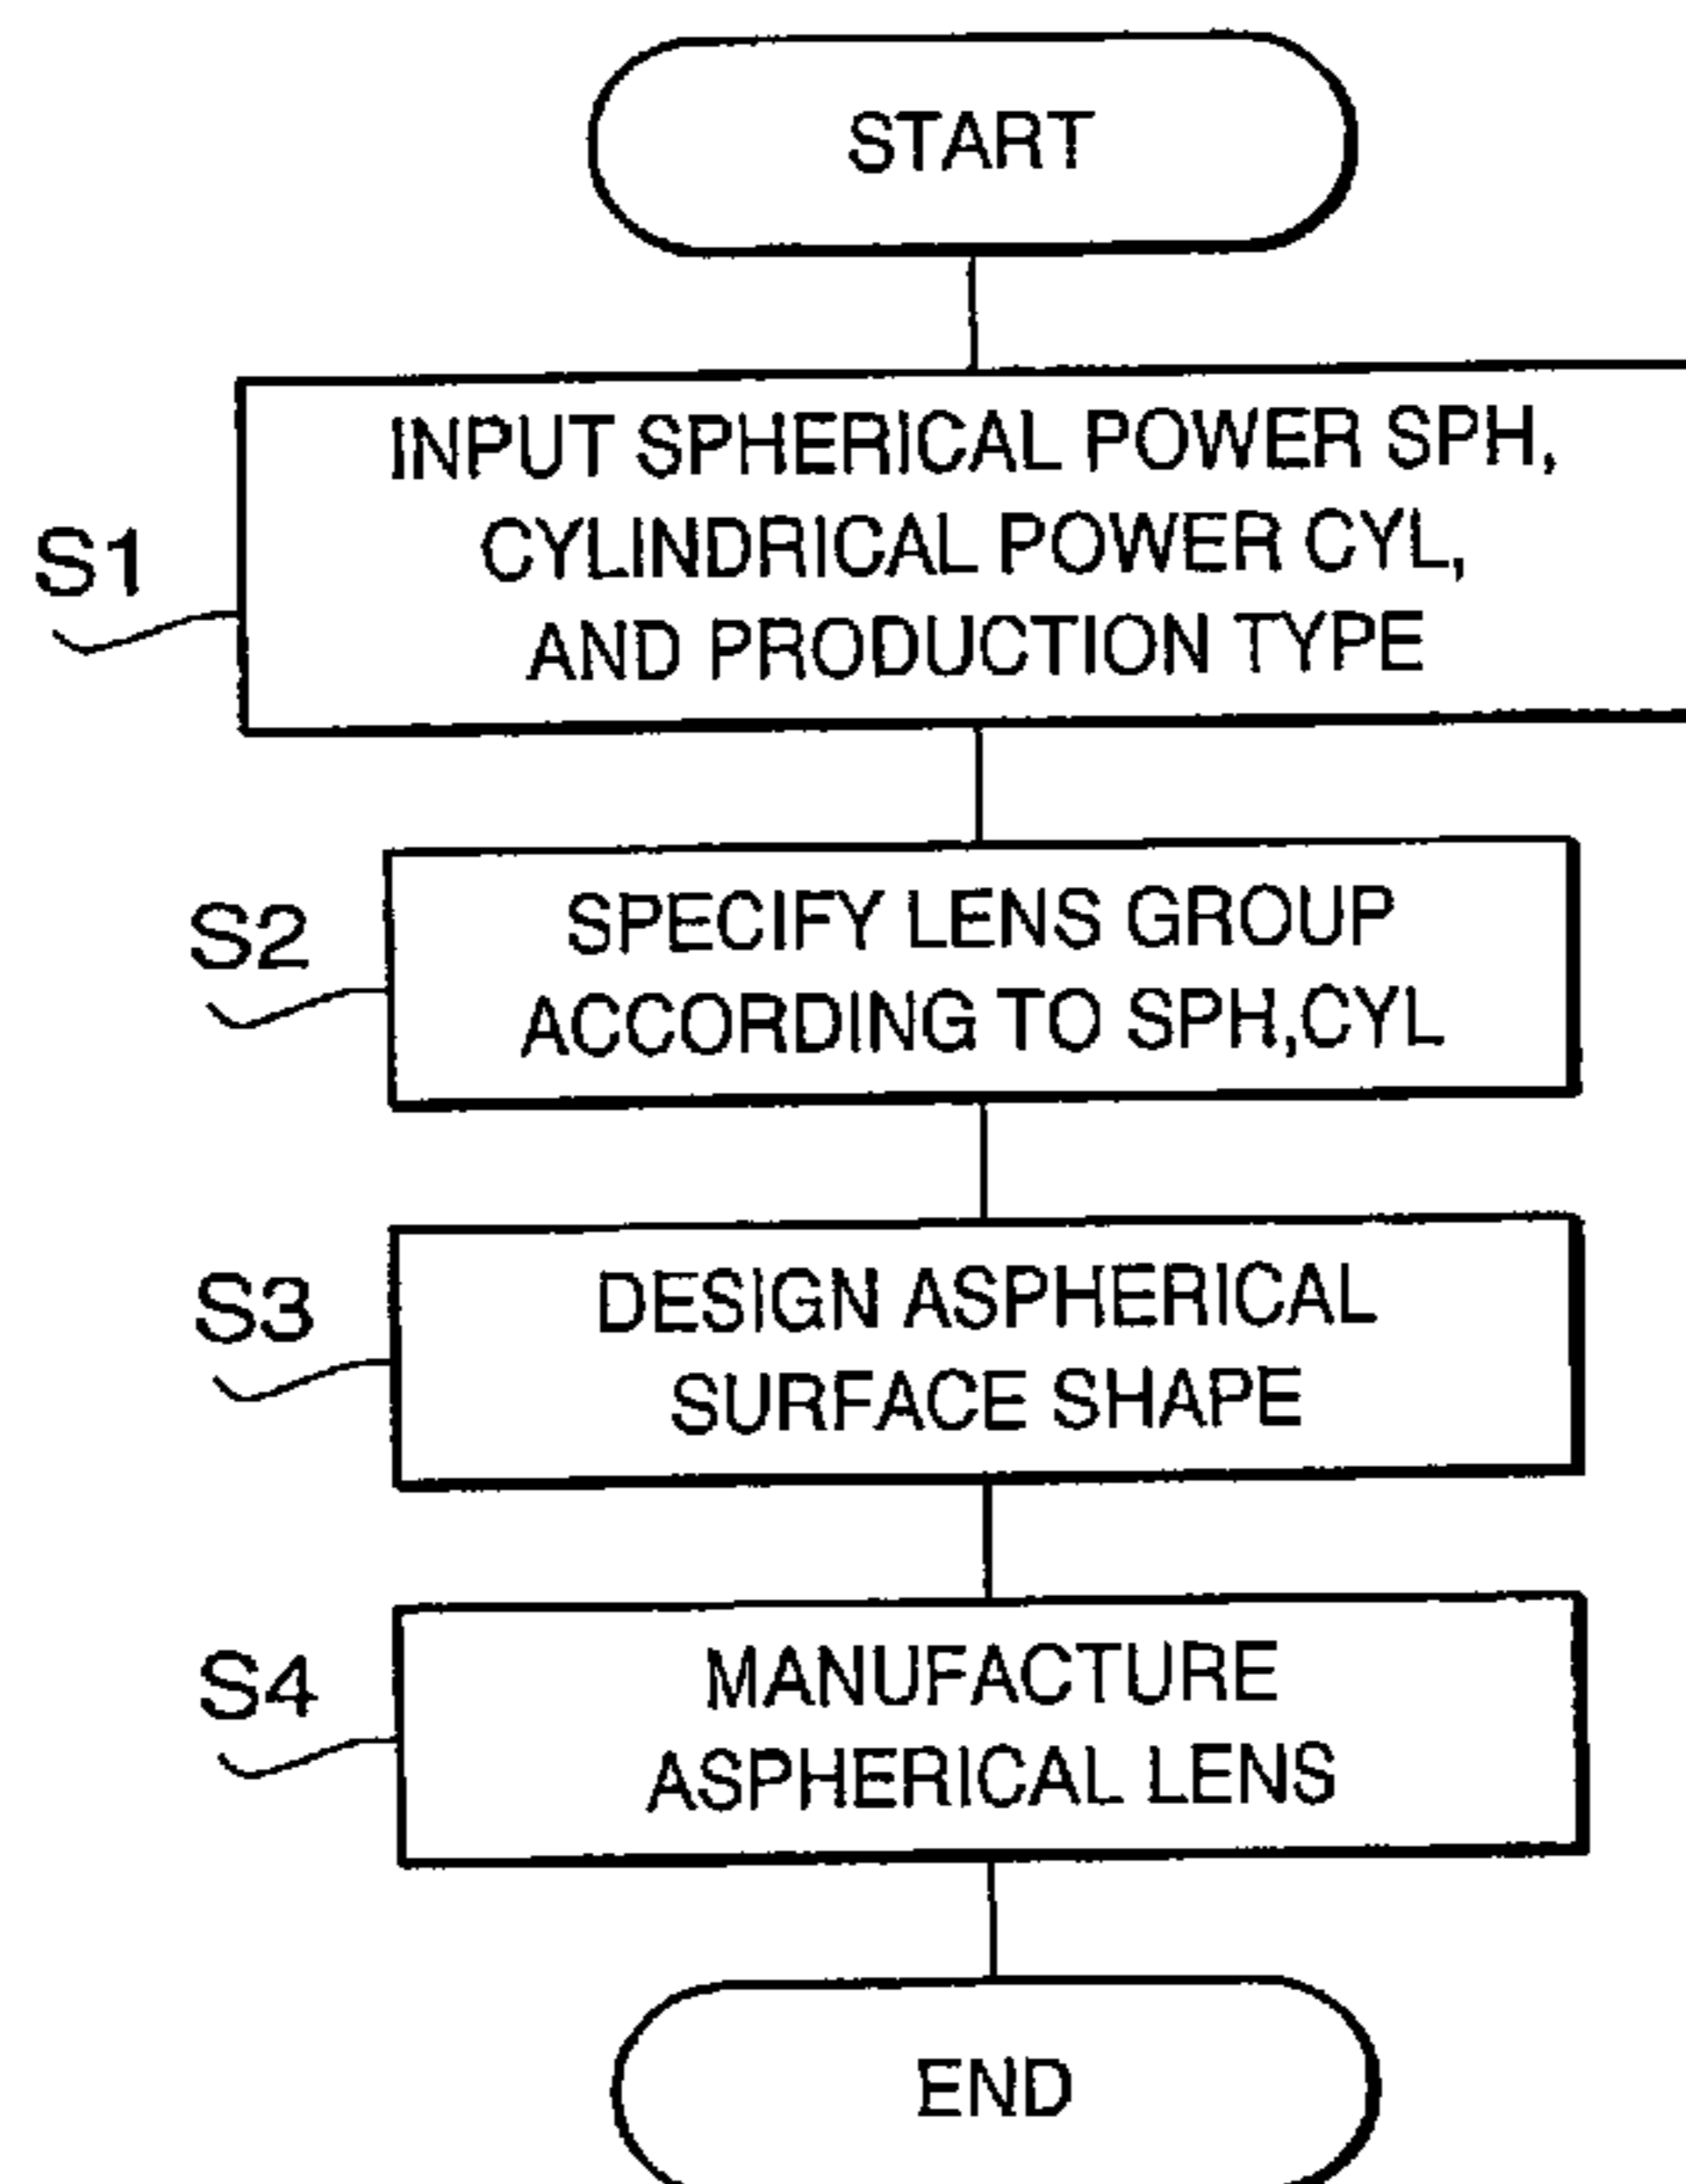 START
S1
INPUT SPHERICAL POWER SPH,
CYLINDRICAL POWER CYL,
AND PRODUCTION TYPE
S2
SPECIFY LENS GROUP
ACCORDING TO SPH,CYL
S3
DESIGN ASPHERICAL
SURFACE SHAPE
S4
MANUFACTURE
ASPHERICAL LENS
END